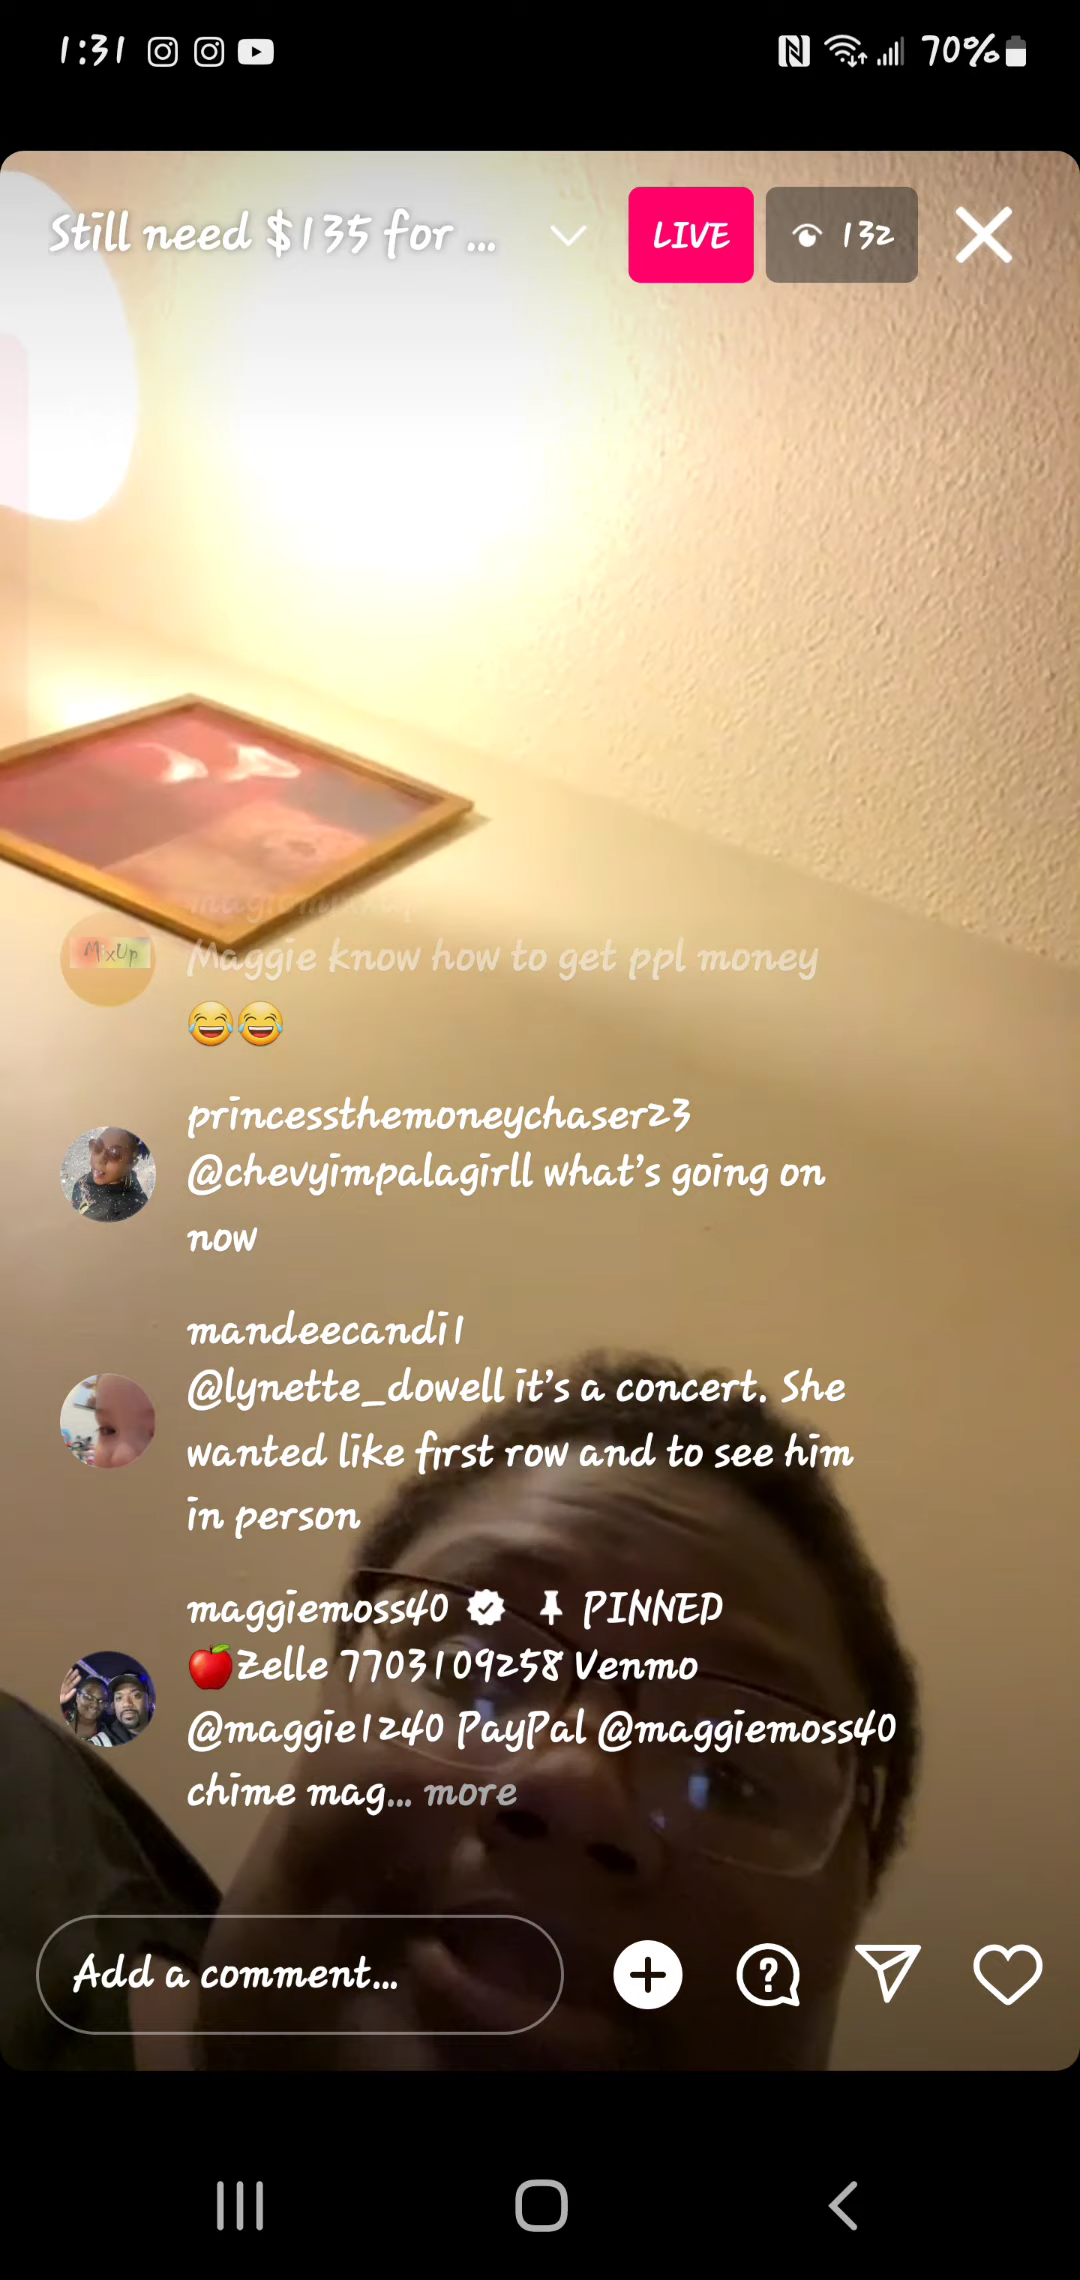 1:31
70%
Still need $135 for ...
LIVE
132
MixUp
Maggie know how to get ppl money
😂😂
princessthemoneychaser23
@chevyimpalagirll what's going on
now
mandeecandi1
@lynette_dowell it's a concert. She
wanted like first row and to see him
in person
maggiemoss40 PINNED
🍎Zelle 7703109258 Venmo
@maggie1240 PayPal @maggiemoss40
chime mag... more
Add a comment...